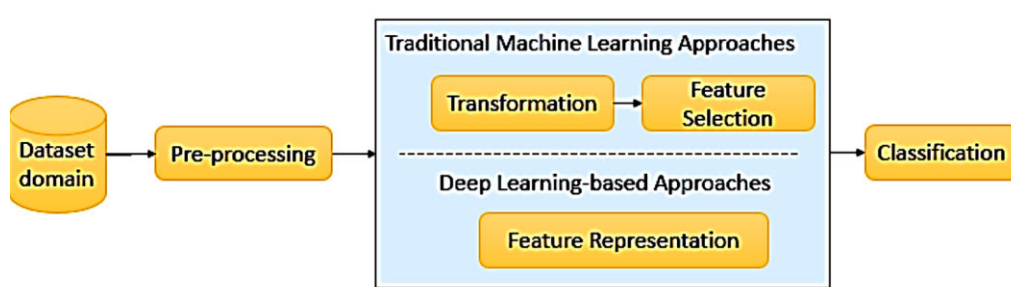 Dataset
domain
Pre-processing
Traditional Machine Learning Approaches
Transformation
Feature
Selection
Deep Learning-based Approaches
Feature Representation
Classification